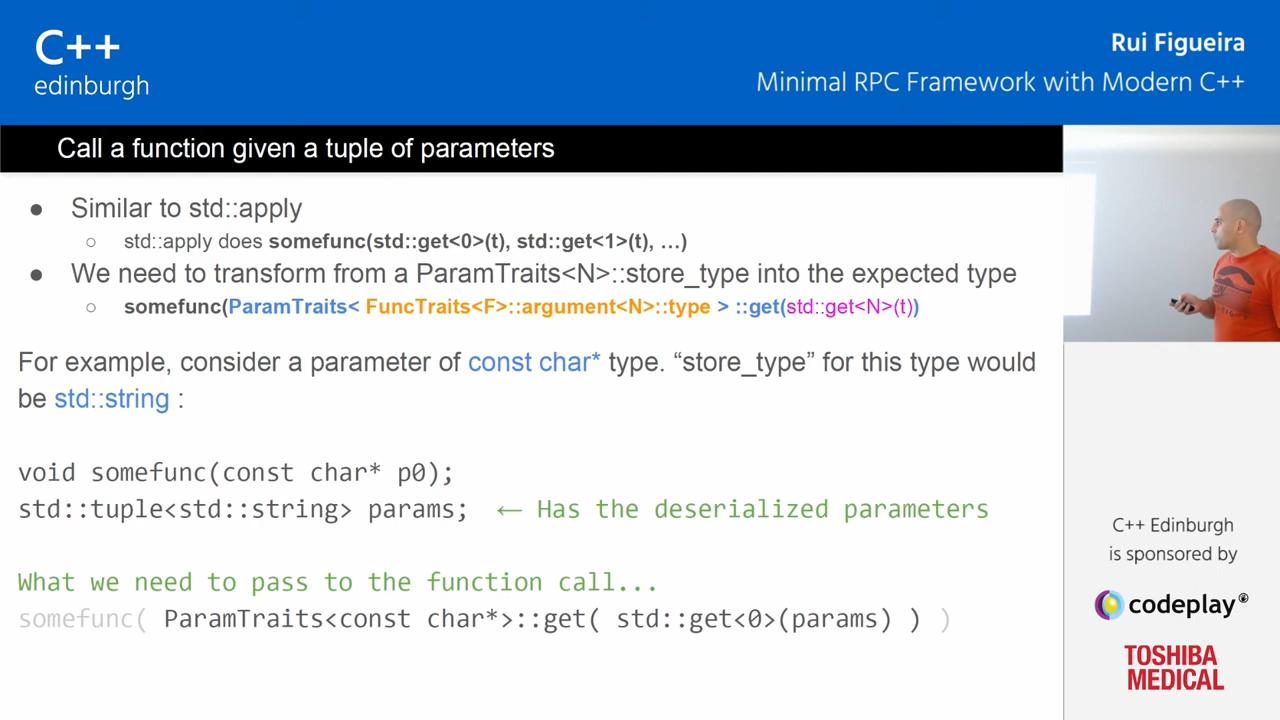 C++
edinburgh
Rui Figueira
Minimal RPC Framework with Modern C++
Call a function given a tuple of parameters
● Similar to std::apply
○ std::apply does somefunc(std::get<0>(t), std::get<1>(t), …)
● We need to transform from a ParamTraits<N>::store_type into the expected type
○ somefunc(ParamTraits< FuncTraits<F>::argument<N>::type > ::get(std::get<N>(t))
For example, consider a parameter of const char* type. “store_type” for this type would
be std::string :
void somefunc(const char* p0);
std::tuple<std::string> params; ← Has the deserialized parameters
What we need to pass to the function call...
somefunc( ParamTraits<const char*>::get( std::get<0>(params) ) )
C++ Edinburgh
is sponsored by
codeplay
TOSHIBA
MEDICAL